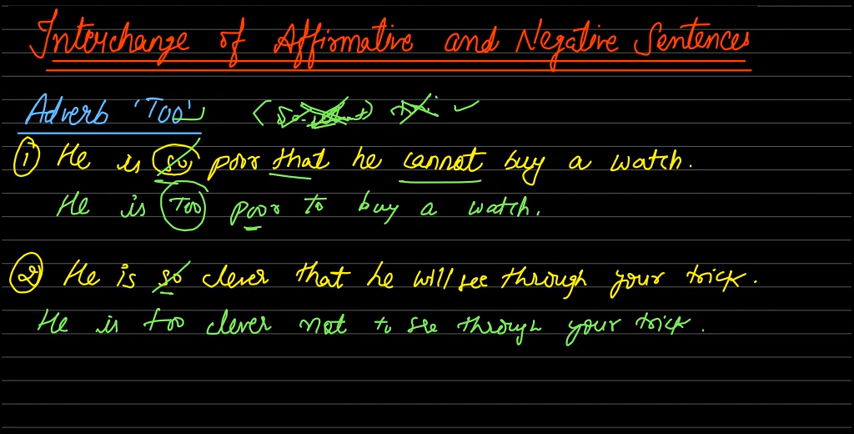 Interchange of Affirmative and Negative Sentences
Adverb 'Too'
① He is so poor that he cannot buy a watch.
He is Too poor to buy a watch.
② He is so clever that he will see through your trick.
He is too clever not to see through your trick.